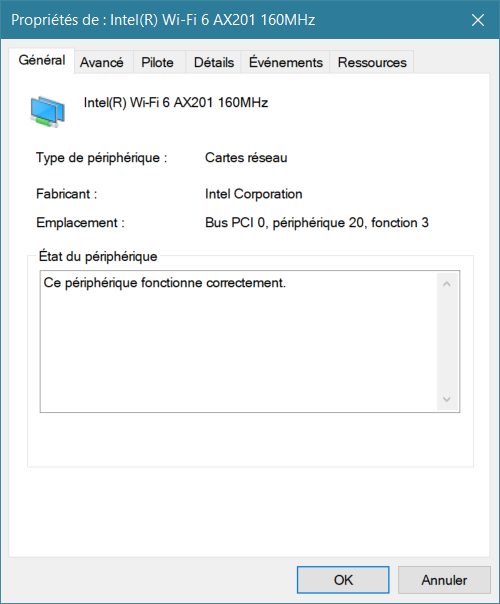 Propriétés de : Intel(R) Wi-Fi 6 AX201 160MHz
Général Avancé Pilote Détails Événements Ressources
Intel(R) Wi-Fi 6 AX201 160MHz
Type de périphérique : Cartes réseau
Fabricant : Intel Corporation
Emplacement : Bus PCI 0, périphérique 20, fonction 3
État du périphérique
Ce périphérique fonctionne correctement.
OK Annuler